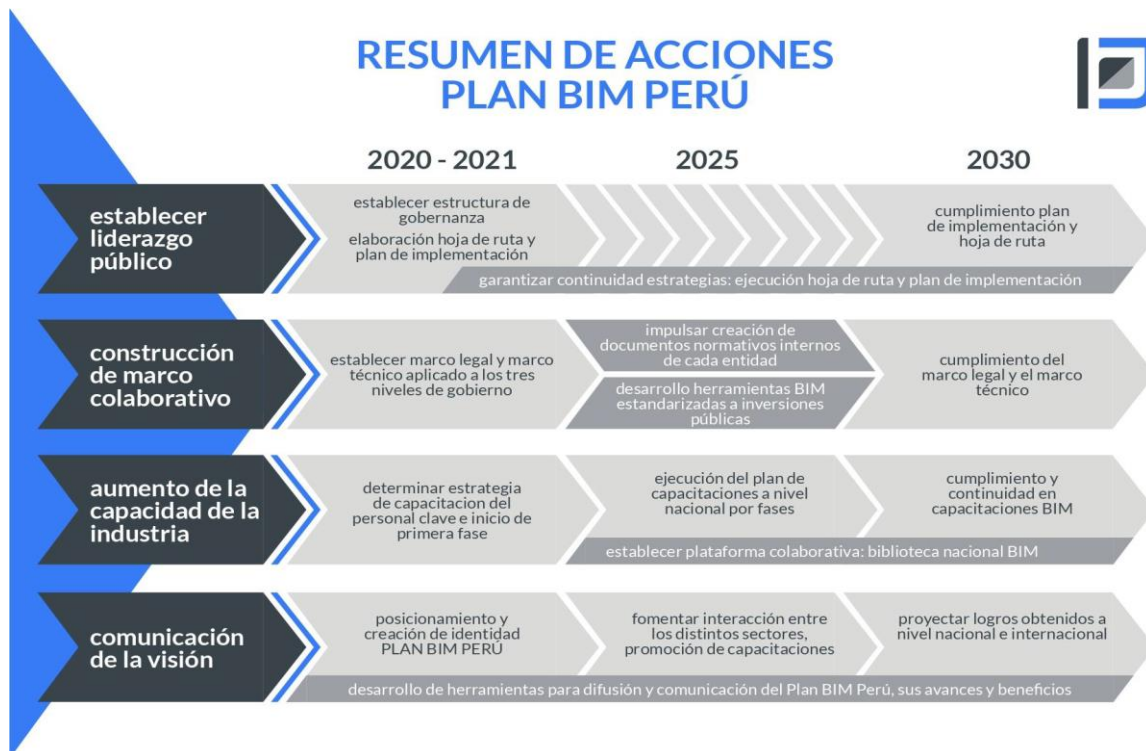 RESUMEN DE ACCIONES
PLAN BIM PERÚ
2020 - 2021
2025
2030
establecer
liderazgo
público
establecer estructura de
gobernanza
elaboración hoja de ruta y
plan de implementación
cumplimiento plan
de implementación y
hoja de ruta
garantizar continuidad estrategias: ejecución hoja de ruta y plan de implementación
construcción
de marco
colaborativo
establecer marco legal y marco
técnico aplicado a los tres
niveles de gobierno
impulsar creación de
documentos normativos internos
de cada entidad
desarrollo herramientas BIM
estandarizadas a inversiones
públicas
cumplimiento del
marco legal y el marco
técnico
aumento de la
capacidad de la
industria
determinar estrategia
de capacitacion del
personal clave e inicio de
primera fase
ejecución del plan de
capacitaciones a nivel
nacional por fases
cumplimiento y
continuidad en
capacitaciones BIM
establecer plataforma colaborativa: biblioteca nacional BIM
comunicación
de la visión
posicionamiento y
creación de identidad
PLAN BIM PERÚ
fomentar interacción entre
los distintos sectores,
promoción de capacitaciones
proyectar logros obtenidos a
nivel nacional e internacional
desarrollo de herramientas para difusión y comunicación del Plan BIM Perú, sus avances y beneficios